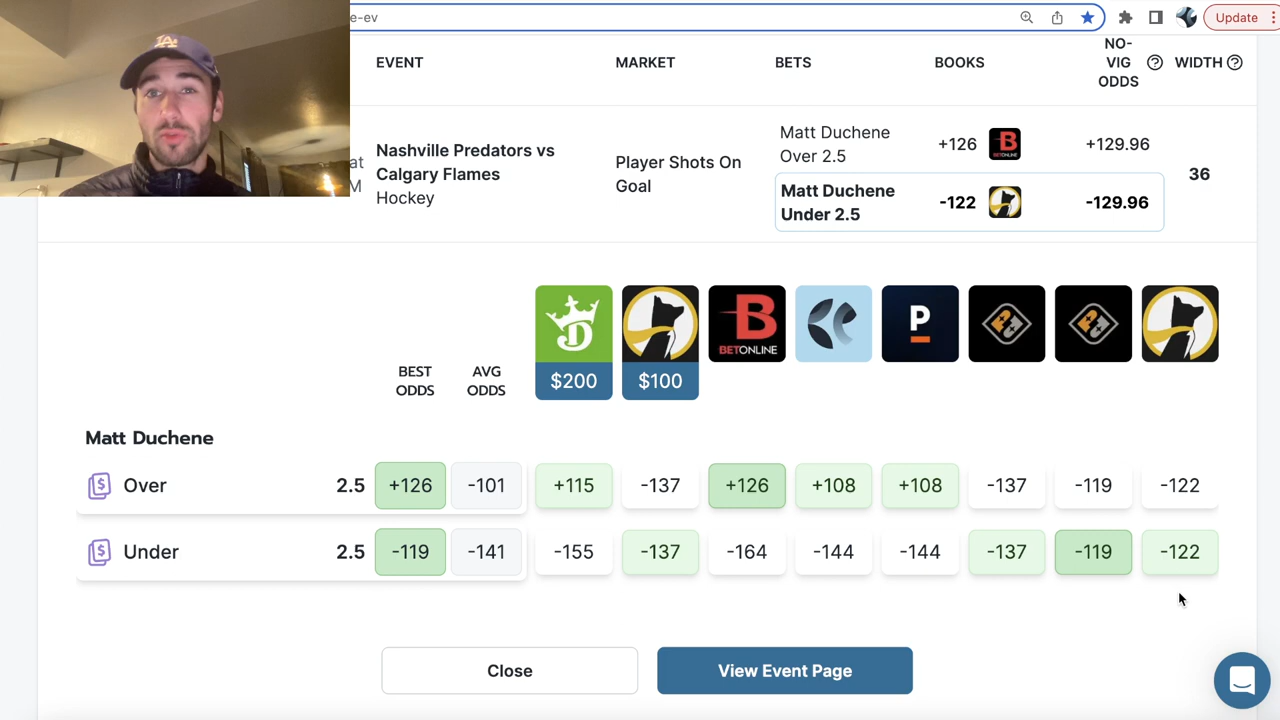 e-ev
Update
EVENT
MARKET
BETS
BOOKS
NO-
VIG
ODDS
WIDTH
at
M
Nashville Predators vs
Calgary Flames
Hockey
Player Shots On
Goal
Matt Duchene
Over 2.5
+126
BETONLINE
+129.96
Matt Duchene
Under 2.5
-122
-129.96
36
LA
BEST
ODDS
AVG
ODDS
$200
$100
B
BETONLINE
P
Matt Duchene
Over 2.5 +126 -101 +115 -137 +126 +108 +108 -137 -119 -122
Under 2.5 -119 -141 -155 -137 -164 -144 -144 -137 -119 -122
Close
View Event Page